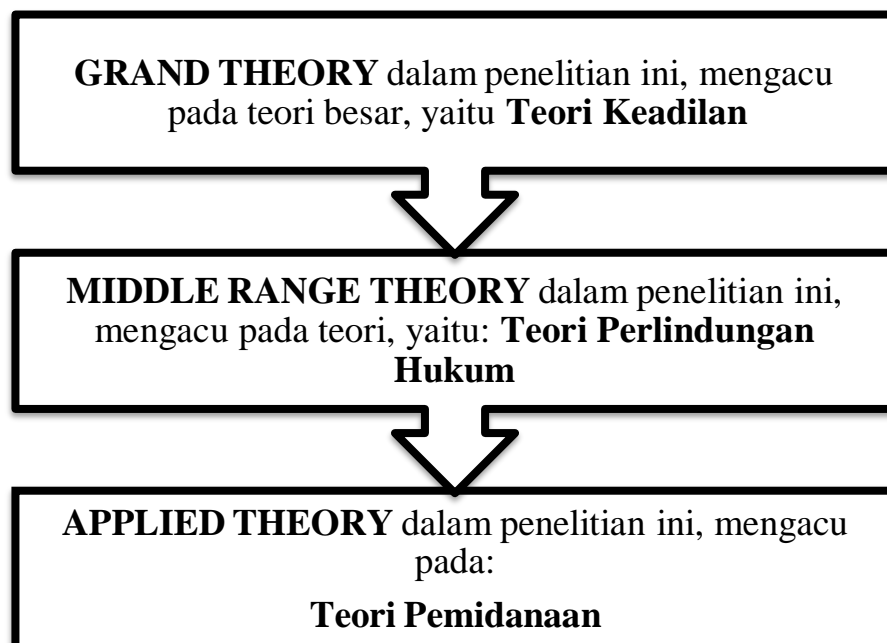 GRAND THEORY dalam penelitian ini, mengacu
pada teori besar, yaitu Teori Keadilan
MIDDLE RANGE THEORY dalam penelitian ini,
mengacu pada teori, yaitu: Teori Perlindungan
Hukum
APPLIED THEORY dalam penelitian ini, mengacu
pada:
Teori Pemidanaan